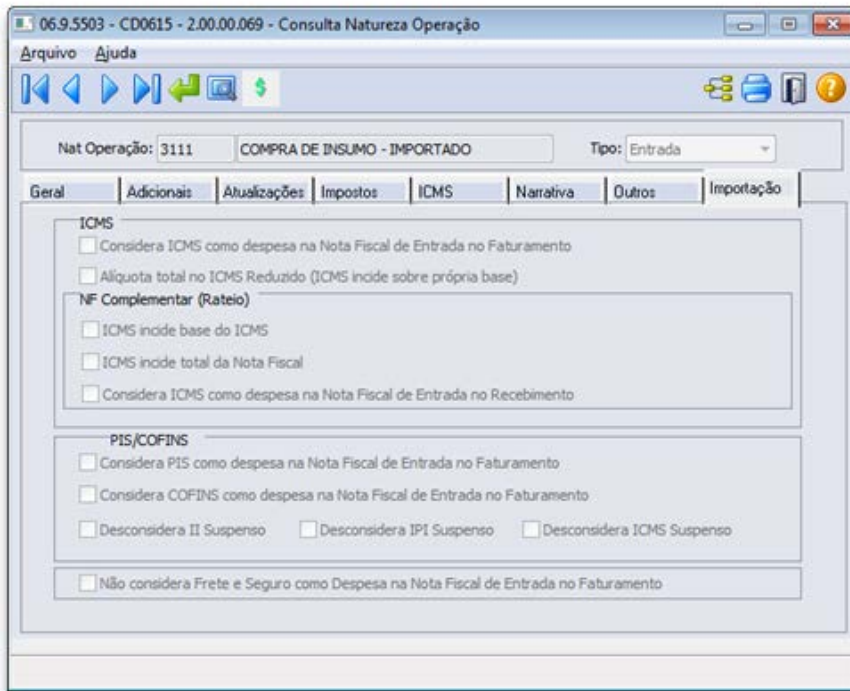 06.9.5503 - CD0615 - 2.00.00.069 - Consulta Natureza Operação
Arquivo Ajuda
$ ?
Nat Operação: 3111 COMPRA DE INSUMO - IMPORTADO Tipo: Entrada
Geral Adicionais Atualizações Impostos ICMS Narrativa Outros Importação
ICMS
Considera ICMS como despesa na Nota Fiscal de Entrada no Faturamento
Alíquota total no ICMS Reduzido (ICMS incide sobre própria base)
NF Complementar (Rateio)
ICMS incide base do ICMS
ICMS incide total da Nota Fiscal
Considera ICMS como despesa na Nota Fiscal de Entrada no Recebimento
PIS/COFINS
Considera PIS como despesa na Nota Fiscal de Entrada no Faturamento
Considera COFINS como despesa na Nota Fiscal de Entrada no Faturamento
Desconsidera II Suspenso Desconsidera IPI Suspenso Desconsidera ICMS Suspenso
Não considera Frete e Seguro como Despesa na Nota Fiscal de Entrada no Faturamento